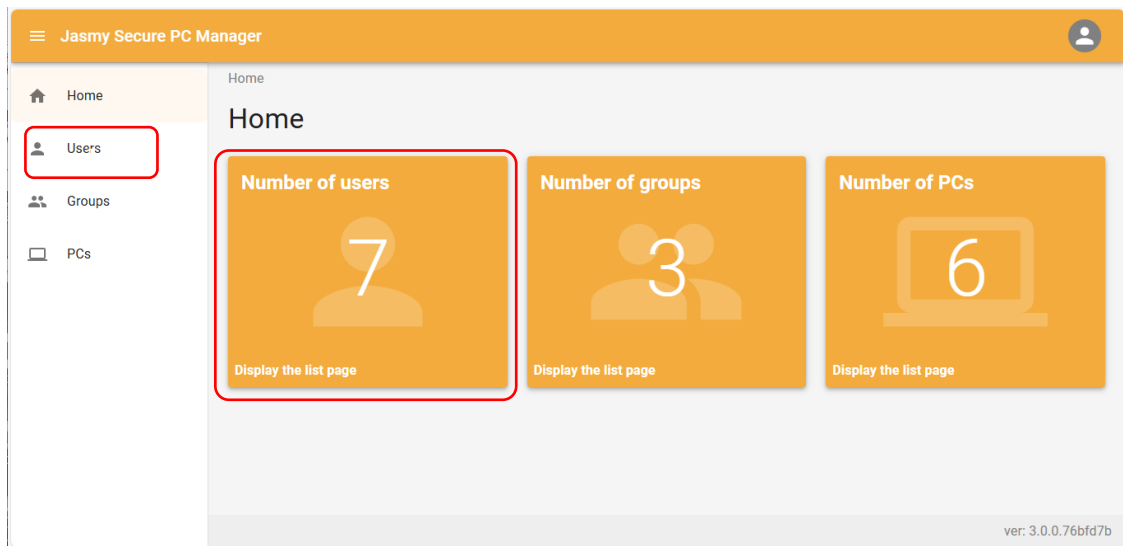 Jasmy Secure PC Manager
Home
Users
Groups
PCs
Home
Home
Number of users
7
Display the list page
Number of groups
3
Display the list page
Number of PCs
6
Display the list page
ver: 3.0.0.76bfd7b